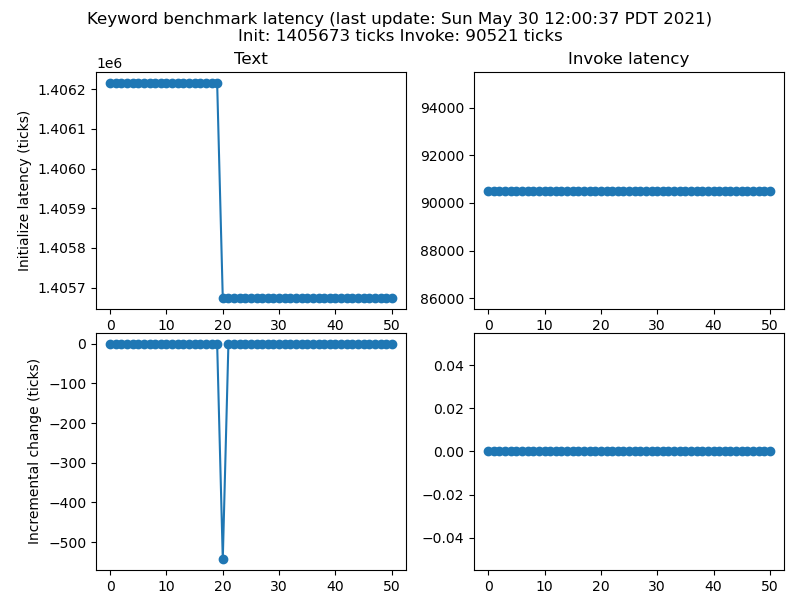 Keyword benchmark latency (last update: Sun May 30 12:00:37 PDT 2021)
Init: 1405673 ticks Invoke: 90521 ticks
Text
Invoke latency
1e6
Initialize latency (ticks)
1.4062
1.4061
1.4060
1.4059
1.4058
1.4057
0 10 20 30 40 50
94000
92000
90000
88000
86000
0 10 20 30 40 50
Incremental change (ticks)
0
−100
−200
−300
−400
−500
0 10 20 30 40 50
0.04
0.02
0.00
−0.02
−0.04
0 10 20 30 40 50